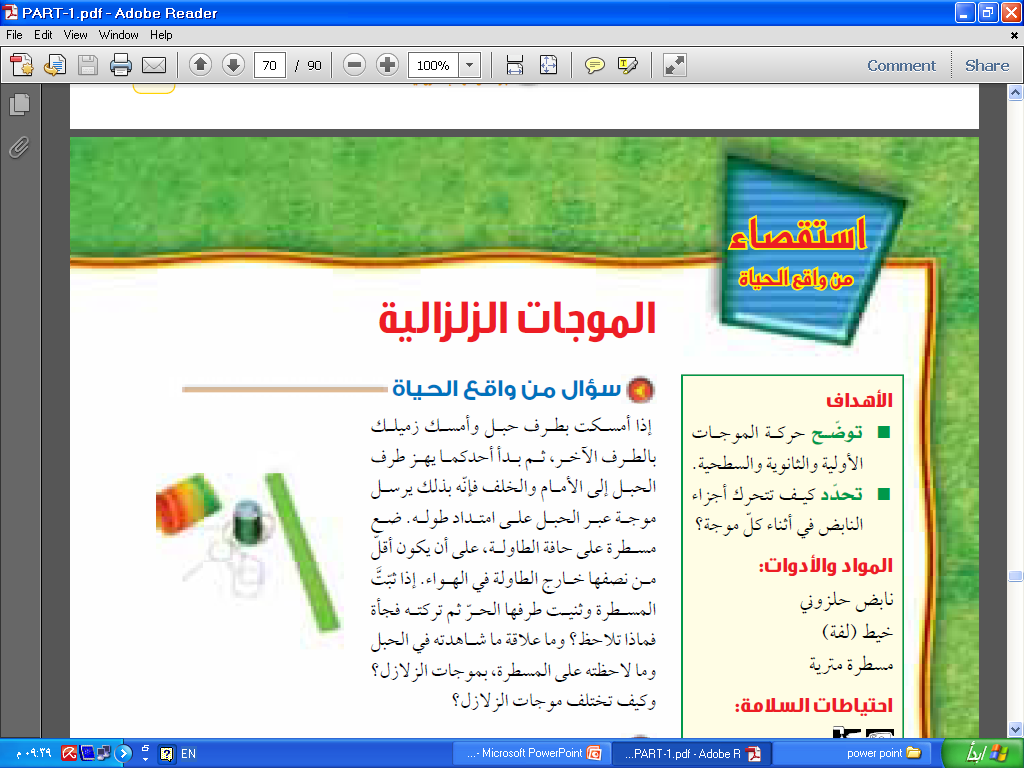 PART-1.pdf - Adobe Reader
File Edit View Window Help
70 / 90 100% Comment Share
استقصاء
من واقع الحياة
الموجات الزلزالية
سؤال من واقع الحياة
إذا أمسكت بطرف حبل وأمسك زميلك
بالطرف الآخر، ثم بدأ أحدكما يهز طرف
الحبل إلى الأمام والخلف فإنّه بذلك يرسل
موجة عبر الحبل على امتداد طوله. ضع
مسطرة على حافة الطاولة، على أن يكون أقلّ
من نصفها خارج الطاولة في الهواء. إذا ثبَتَّ
المسطرة وثنيت طرفها الحرّ ثم تركته فجأة
فماذا تلاحظ؟ وما علاقة ما شاهدته في الحبل
وما لاحظته على المسطرة، بموجات الزلازل؟
وكيف تختلف موجات الزلازل؟
الأهداف
■ توضّح حركة الموجات
الأولية والثانوية والسطحية.
■ تحدّد كيف تتحرك أجزاء
النابض في أثناء كلّ موجة؟
المواد والأدوات:
نابض حلزوني
خيط (لفة)
مسطرة مترية
احتياطات السلامة:
ابدأ
power point
...PART-1.pdf - Adobe R
...- Microsoft PowerPoint
EN
٠٩:٣٩ م